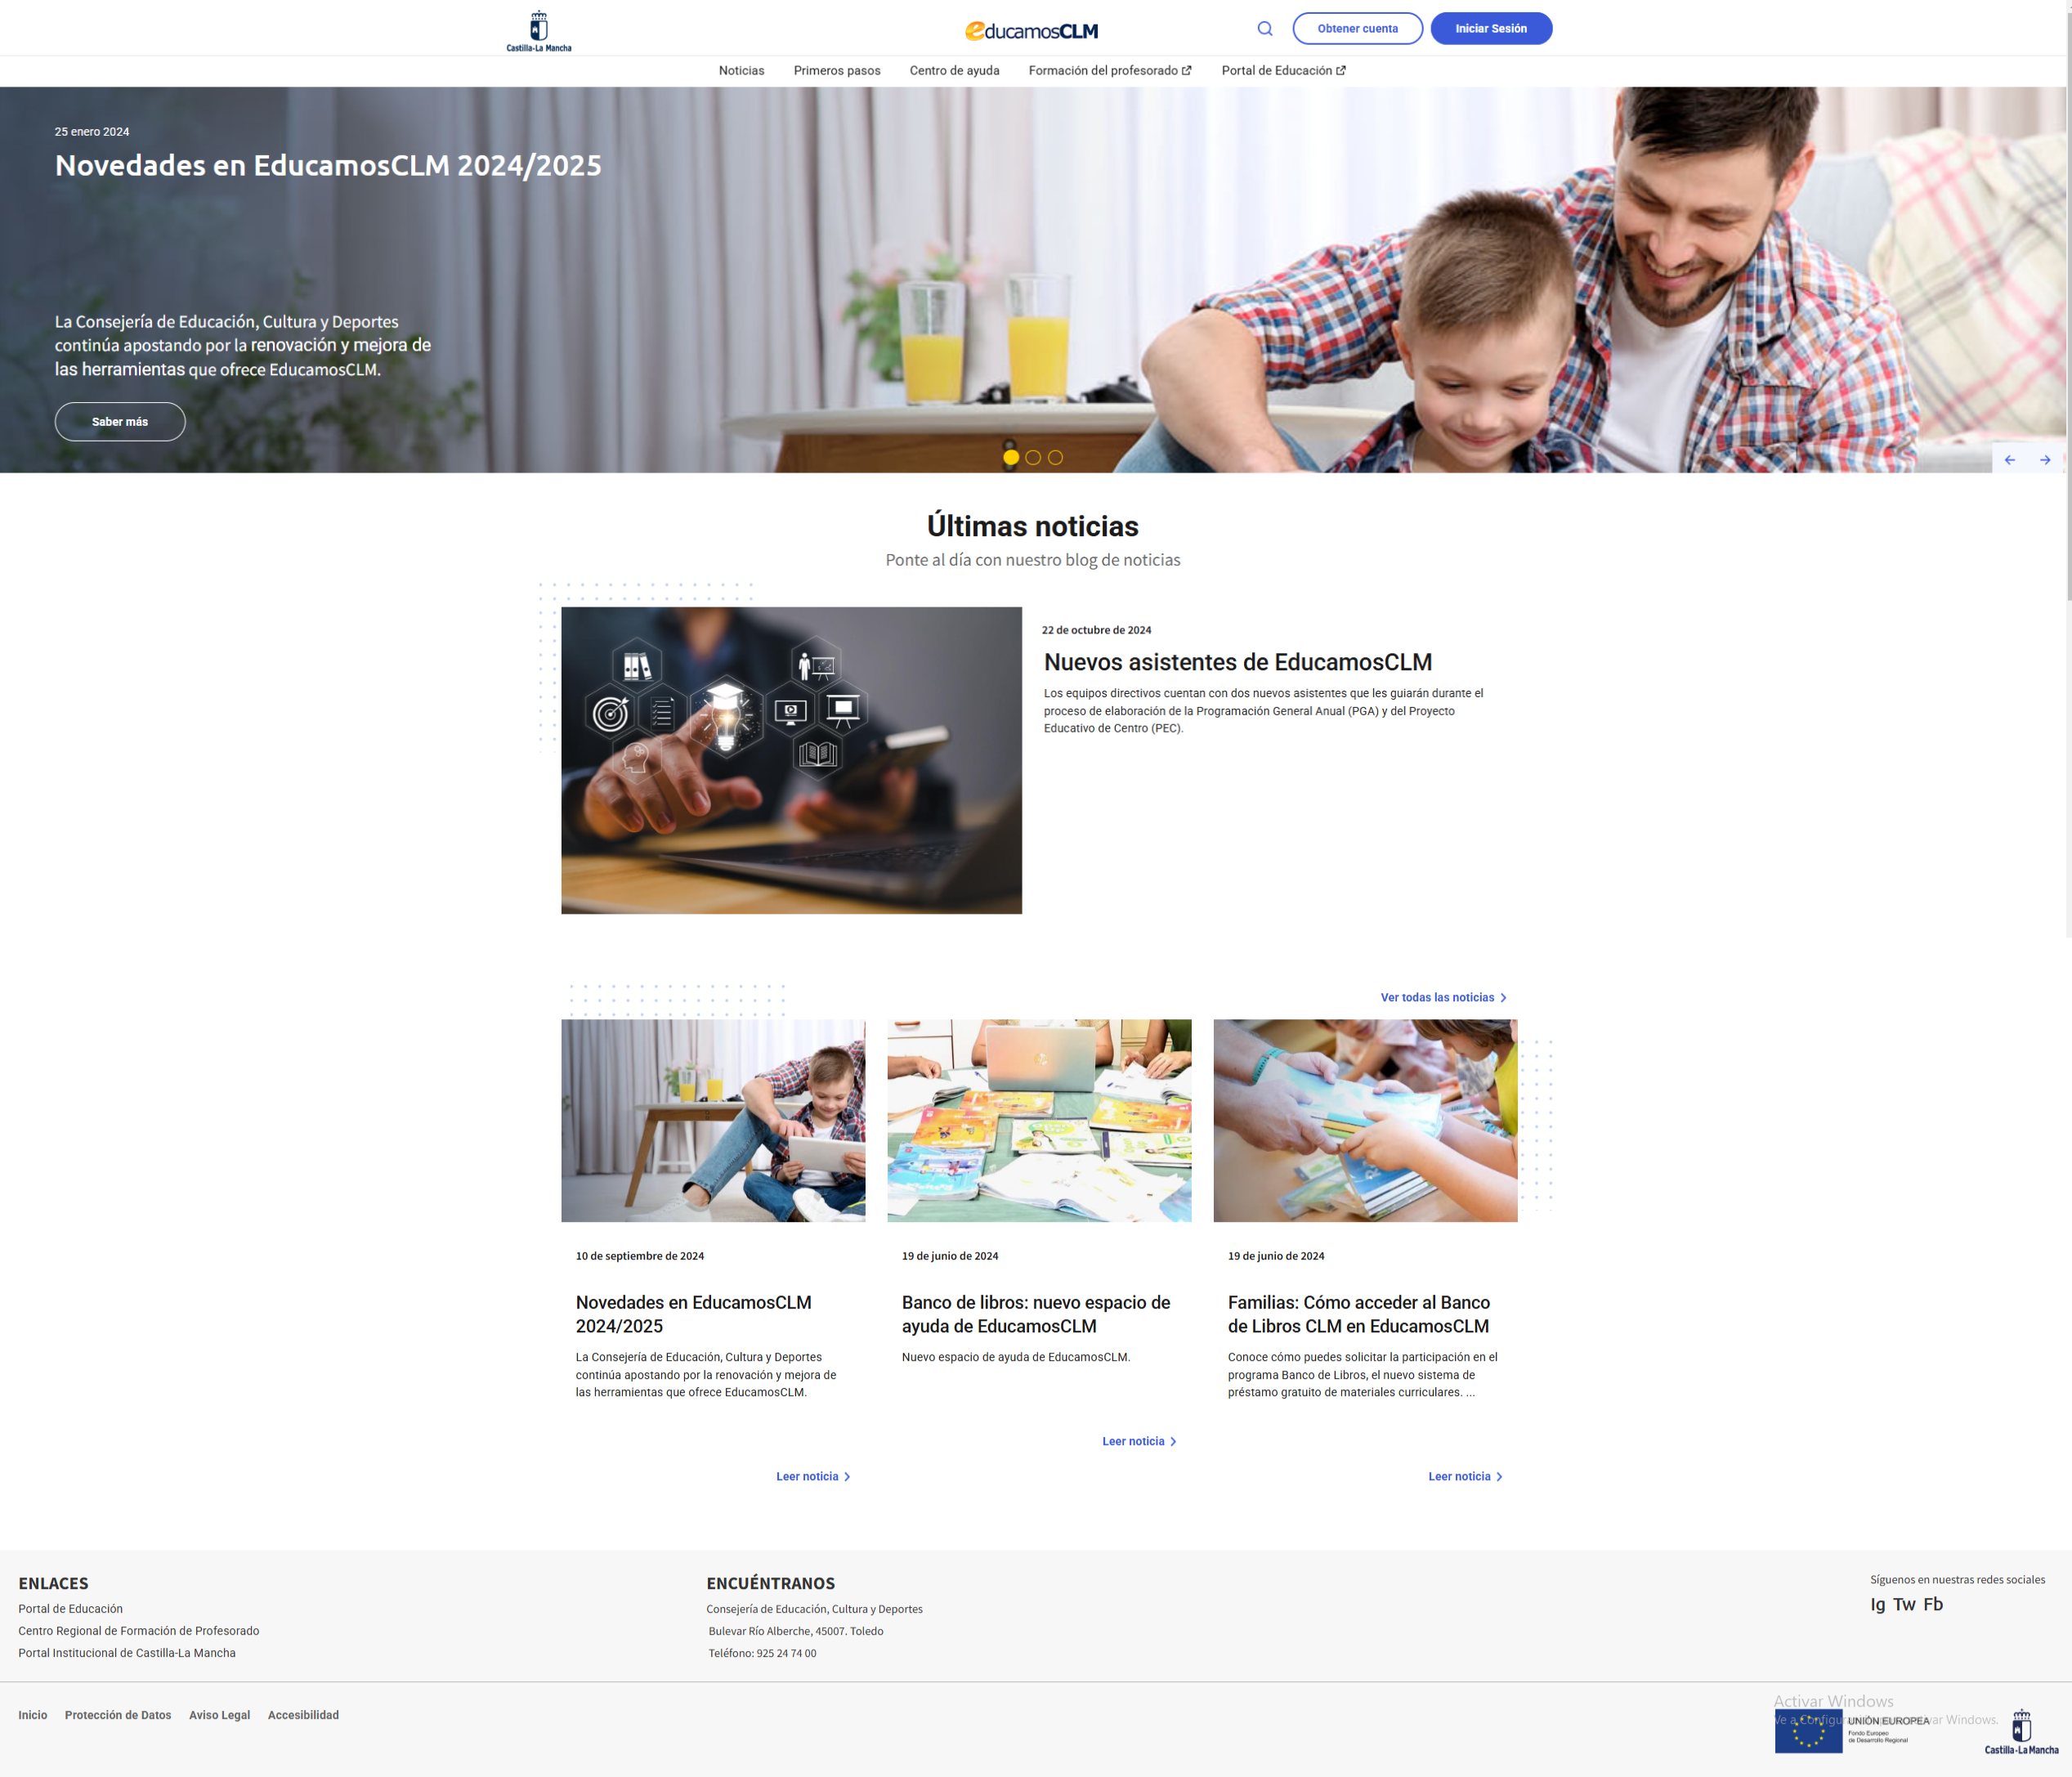 Castilla-La Mancha
educamosCLM
Obtener cuenta
Iniciar Sesión
Noticias
Primeros pasos
Centro de ayuda
Formación del profesorado
Portal de Educación
25 enero 2024
Novedades en EducamosCLM 2024/2025
La Consejería de Educación, Cultura y Deportes
continúa apostando por la renovación y mejora de
las herramientas que ofrece EducamosCLM.
Saber más
Últimas noticias
Ponte al día con nuestro blog de noticias
22 de octubre de 2024
Nuevos asistentes de EducamosCLM
Los equipos directivos cuentan con dos nuevos asistentes que les guiarán durante el
proceso de elaboración de la Programación General Anual (PGA) y del Proyecto
Educativo de Centro (PEC).
Ver todas las noticias
10 de septiembre de 2024
Novedades en EducamosCLM
2024/2025
La Consejería de Educación, Cultura y Deportes
continúa apostando por la renovación y mejora de
las herramientas que ofrece EducamosCLM.
Leer noticia
19 de junio de 2024
Banco de libros: nuevo espacio de
ayuda de EducamosCLM
Nuevo espacio de ayuda de EducamosCLM.
Leer noticia
19 de junio de 2024
Familias: Cómo acceder al Banco
de Libros CLM en EducamosCLM
Conoce cómo puedes solicitar la participación en el
programa Banco de Libros, el nuevo sistema de
préstamo gratuito de materiales curriculares. ...
Leer noticia
ENLACES
Portal de Educación
Centro Regional de Formación de Profesorado
Portal Institucional de Castilla-La Mancha
ENCUÉNTRANOS
Consejería de Educación, Cultura y Deportes
Bulevar Río Alberche, 45007. Toledo
Teléfono: 925 24 74 00
Síguenos en nuestras redes sociales
Ig Tw Fb
Inicio
Protección de Datos
Aviso Legal
Accesibilidad
Activar Windows
Windows.
UNIÓN EUROPEA
Fondo Europeo
de Desarrollo Regional
Castilla-La Mancha